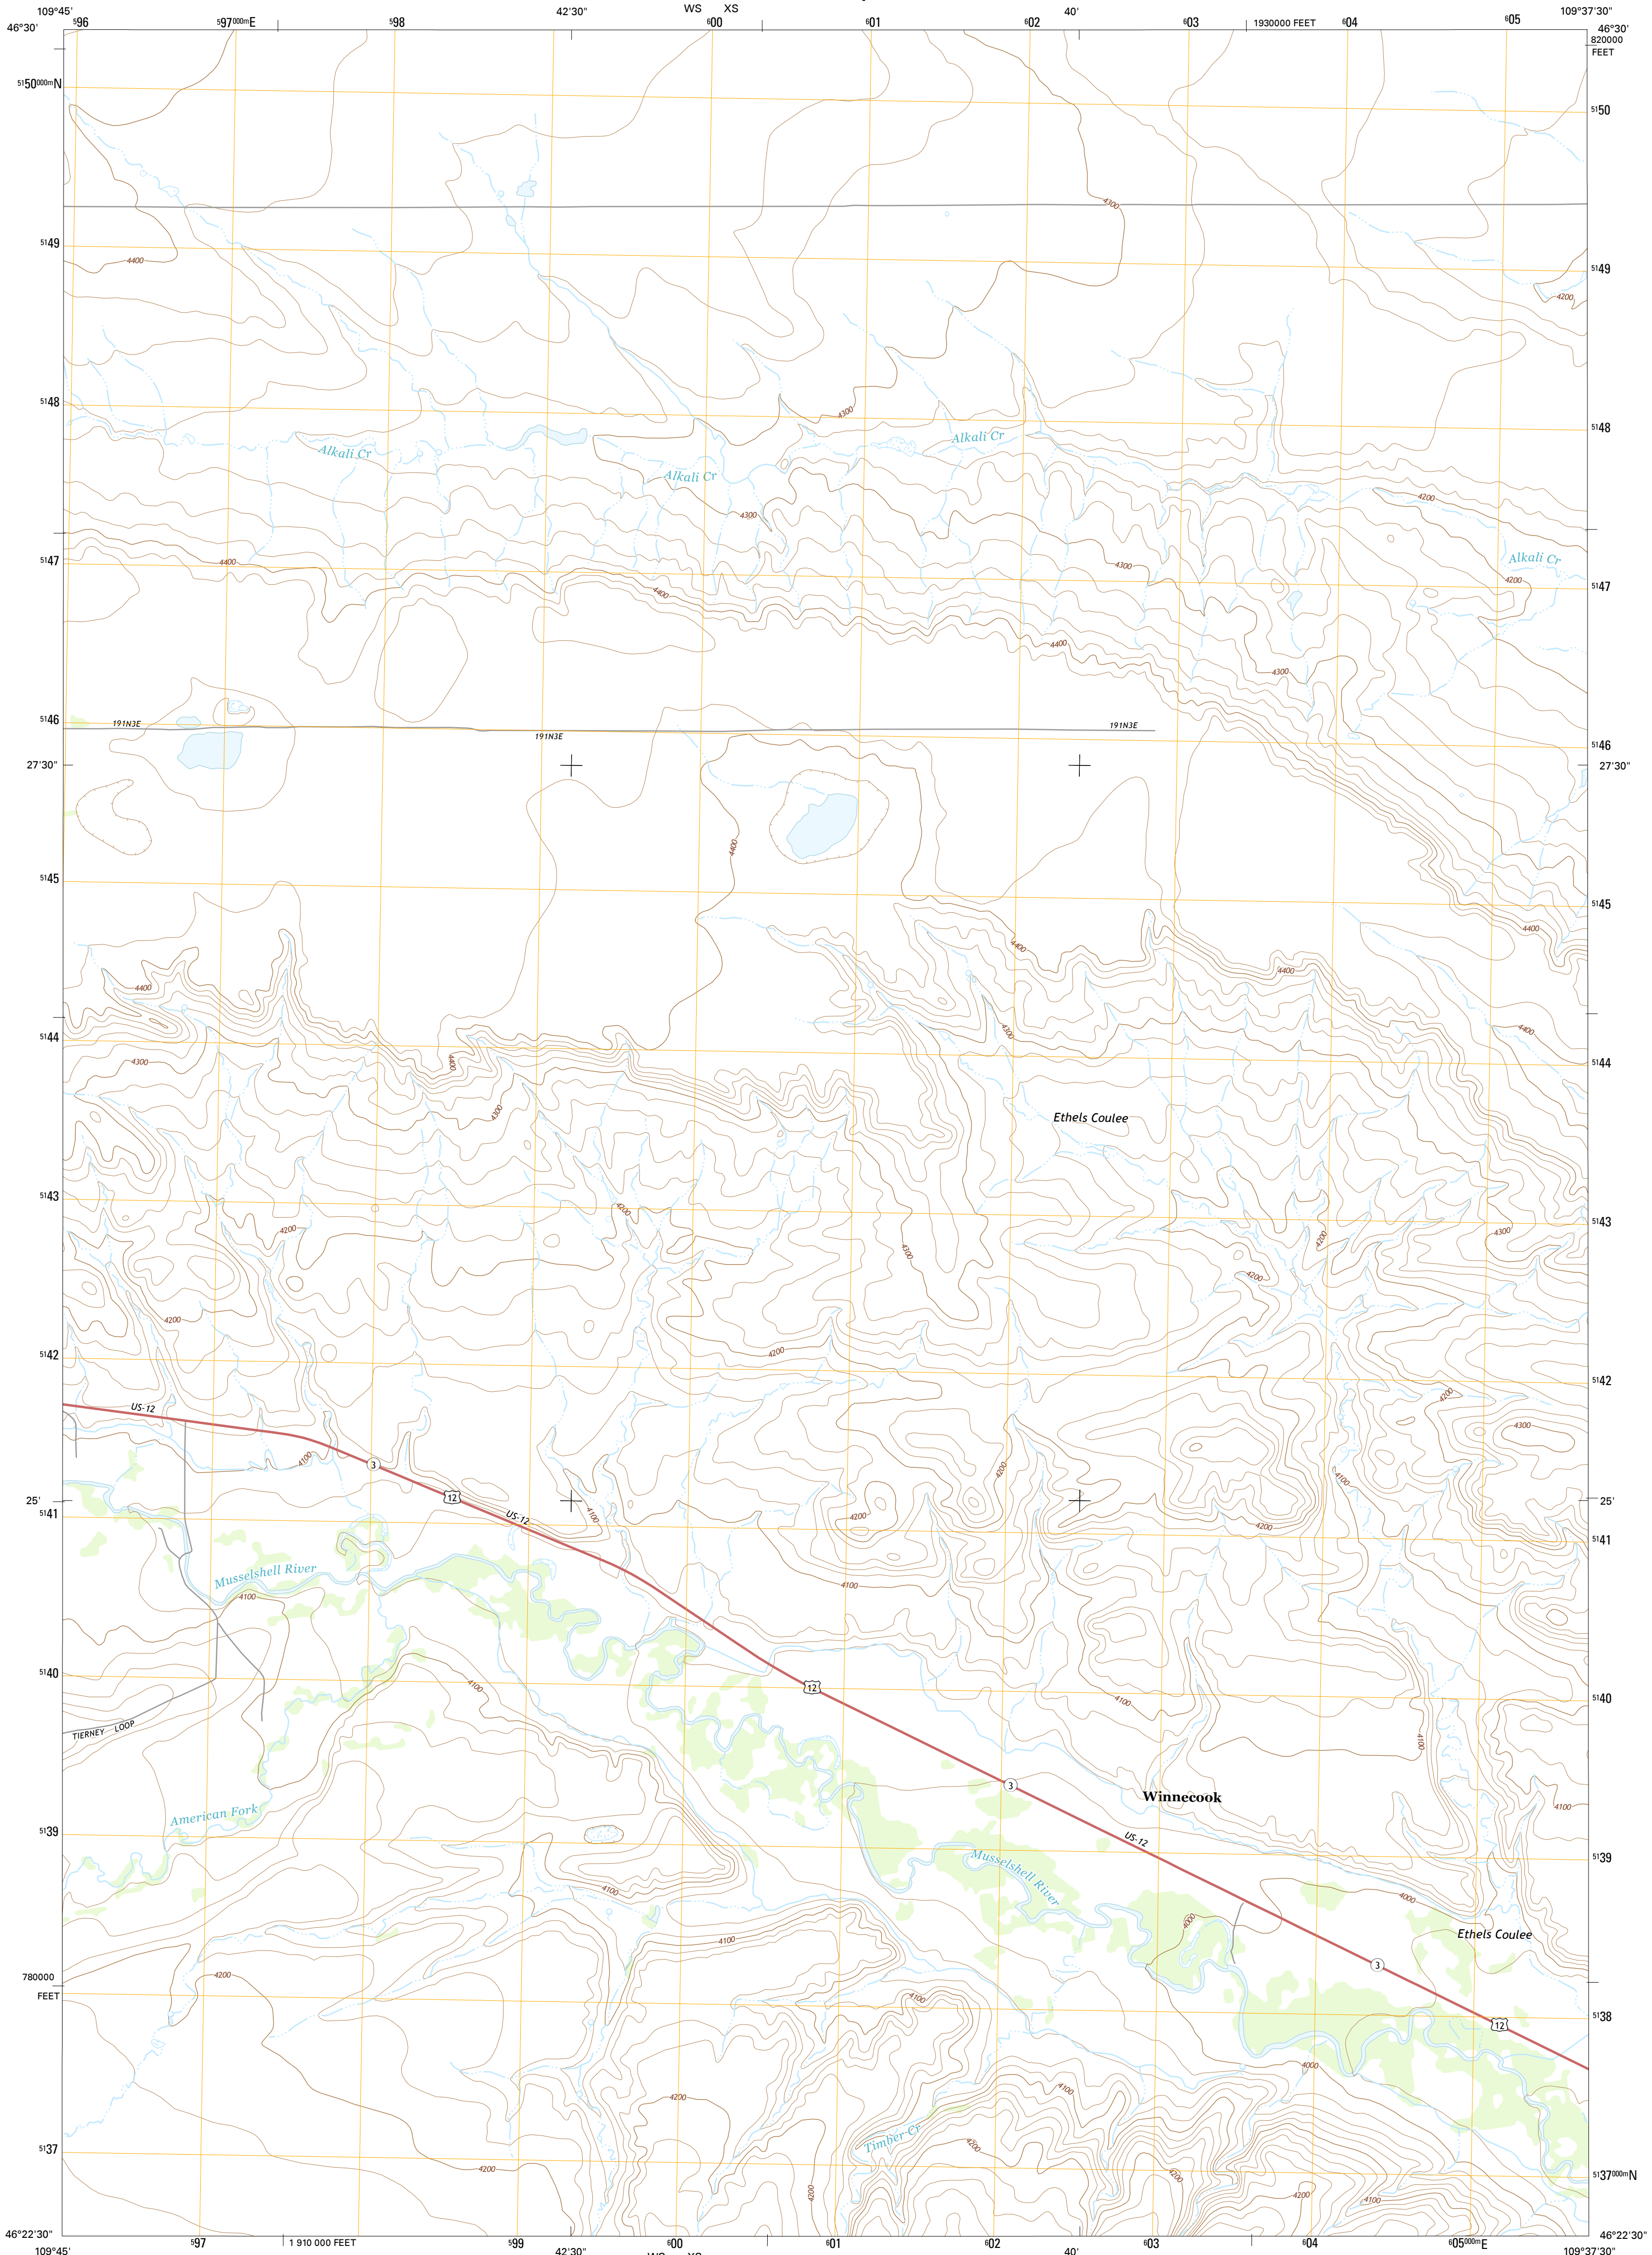 WS XS
109°45' 42'30" 40' 109°37'30"
⁵96 ⁵97⁰⁰⁰ᵐE ⁵98 ⁶00 ⁶01 ⁶02 ⁶03 1930000 FEET ⁶04 ⁶05
46°30' 46°30'
820000
FEET
⁵¹50⁰⁰⁰ᵐN ⁵¹50
4300
⁵¹49 ⁵¹49
4400
4200
⁵¹48 4300 ⁵¹48
Alkali Cr Alkali Cr
Alkali Cr
4200
4300
⁵¹47 4400 4300 Alkali Cr ⁵¹47
4200
4400
4400
4300
⁵¹46 191N3E 191N3E 191N3E ⁵¹46
27'30" 27'30"
4400
⁵¹45 ⁵¹45
4400
4400
4400
4400
4300 4400
⁵¹44 4300 4400 ⁵¹44
4300
Ethels Coulee
⁵¹43 4200 ⁵¹43
4200 4200 4300
4300
4200
4200
4200
⁵¹42 ⁵¹42
4200
US-12
4300
4100 3 4200 4100
12
25' 25'
⁵¹41 US-12 4100 4200 4200 ⁵¹41
Musselshell River
4100
4100
⁵¹40 4100 12 4100 ⁵¹40
TIERNEY LOOP 4100
3
Winnecook
American Fork 4100
⁵¹39 US-12 ⁵¹39
Musselshell River
4100 4000
4000
4100 Ethels Coulee
4200 3
780000
FEET
4100
12 ⁵¹38
4000
4100
4200
Timber Cr
⁵¹37 4200
4200 4200 4200 ⁵¹37⁰⁰⁰ᵐN
4200 4100
46°22'30" 46°22'30"
⁵97 1 910 000 FEET ⁵99 ⁶00 ⁶01 ⁶02 ⁶03 ⁶04 ⁶05⁰⁰⁰ᵐE
109°45' 42'30" WS XS 40' 109°37'30"